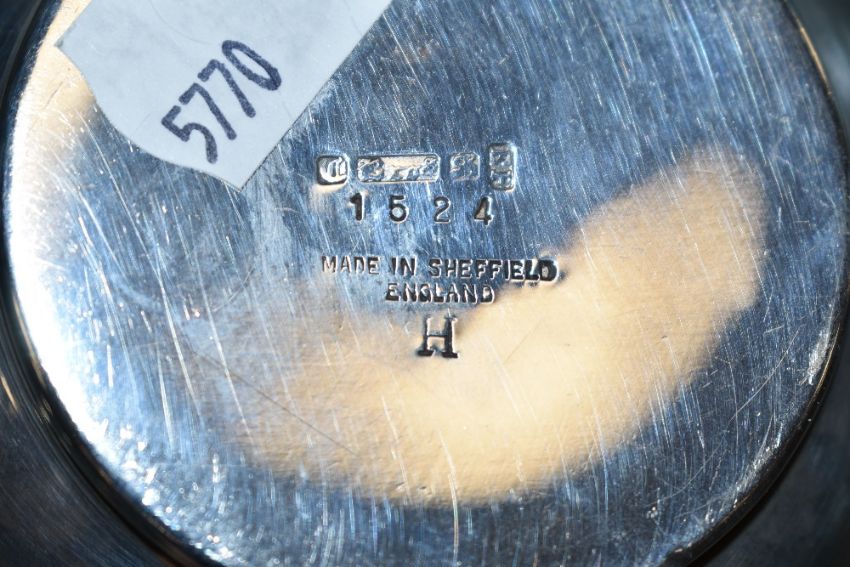 5770
1524
MADE IN SHEFFIELD
ENGLAND
H